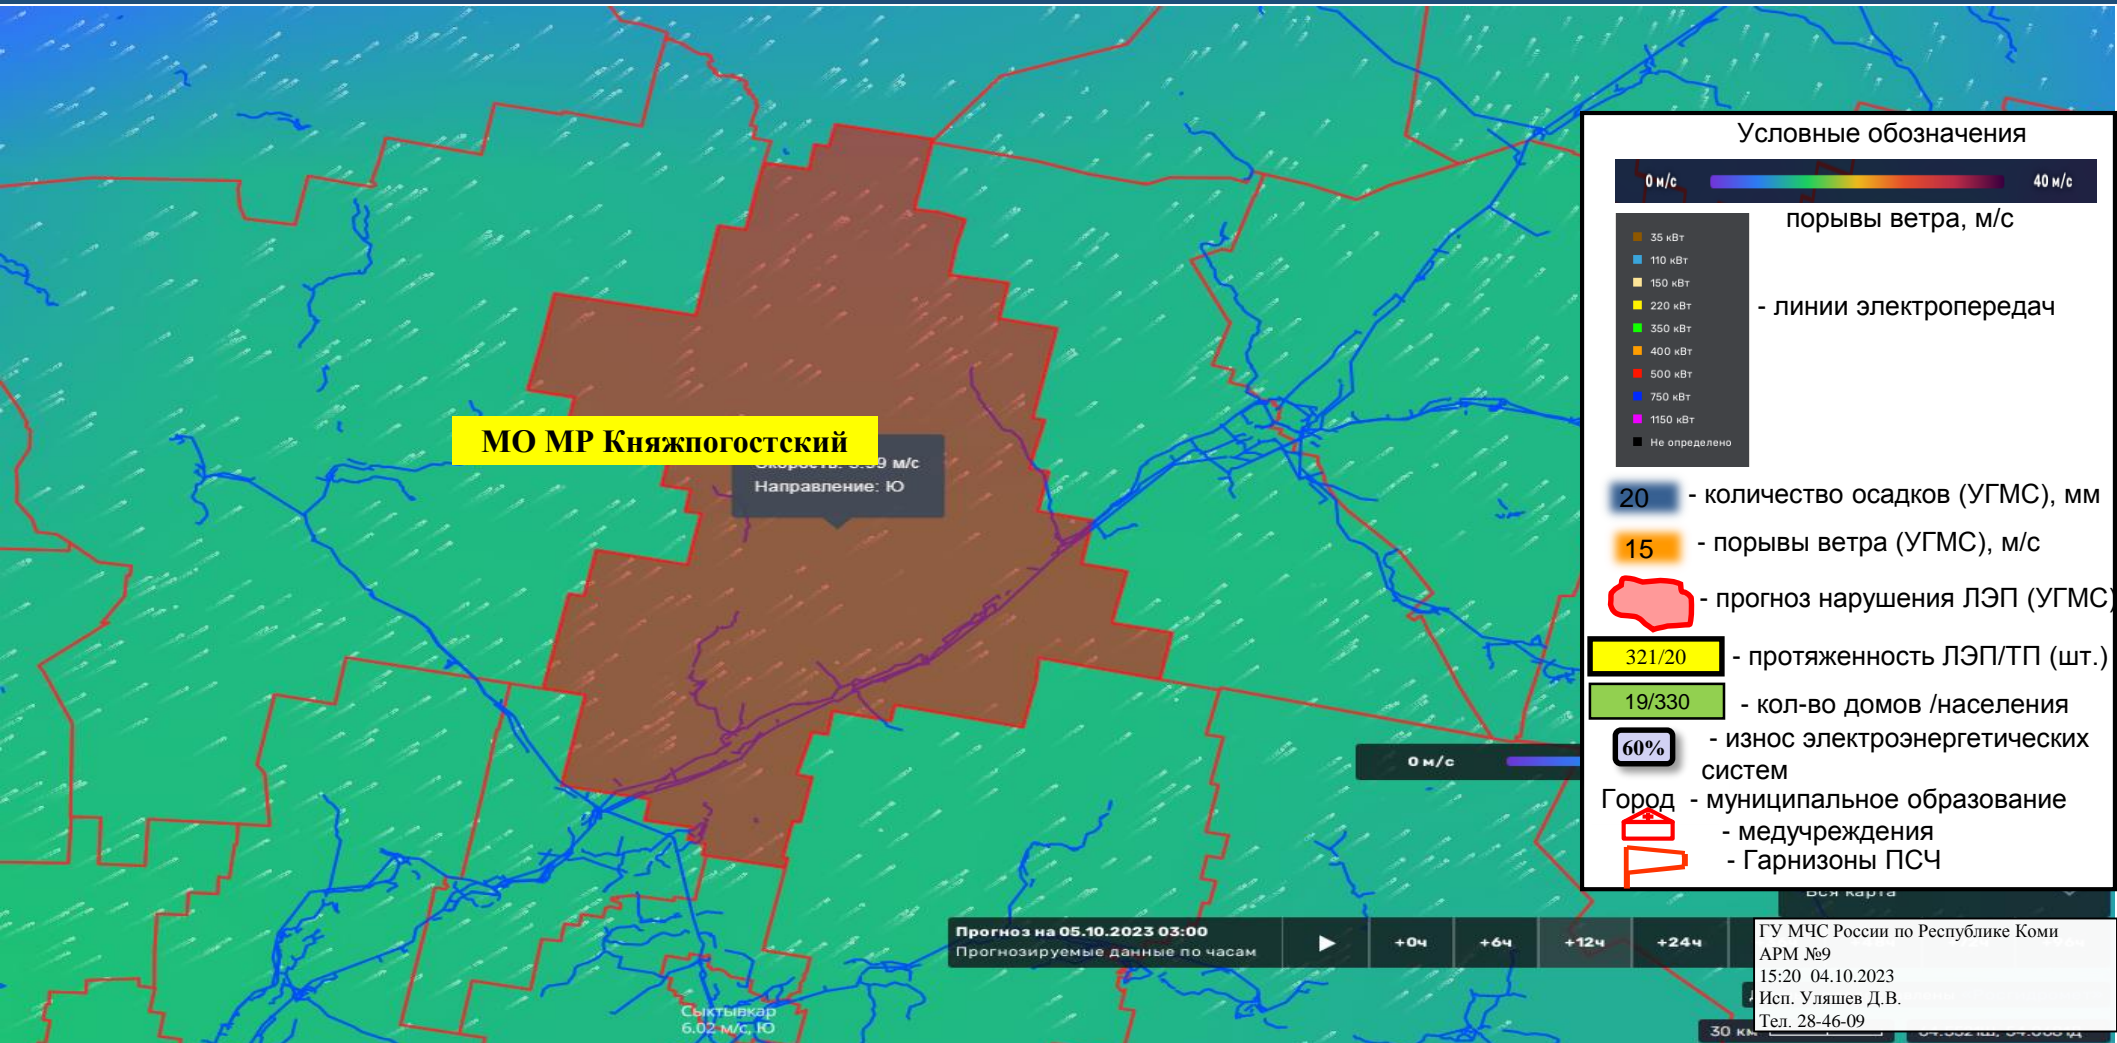 МО МР Княжпогостский
м/с
Направление: Ю
Условные обозначения
0 м/с
40 м/с
порывы ветра, м/с
35 кВт
110 кВт
150 кВт
220 кВт
350 кВт
400 кВт
500 кВт
750 кВт
1150 кВт
Не определено
- линии электропередач
20 - количество осадков (УГМС), мм
15 - порывы ветра (УГМС), м/с
- прогноз нарушения ЛЭП (УГМС)
321/20 - протяженность ЛЭП/ТП (шт.)
19/330 - кол-во домов /населения
60% - износ электроэнергетических
систем
Город - муниципальное образование
- медучреждения
- Гарнизоны ПСЧ
0 м/с
Вся карта
Прогноз на 05.10.2023 03:00
Прогнозируемые данные по часам
+0ч
+6ч
+12ч
+24ч
ГУ МЧС России по Республике Коми
АРМ №9
15:20 04.10.2023
Исп. Уляшев Д.В.
Тел. 28-46-09
Сыктывкар
6.02 м/с, Ю
30 км